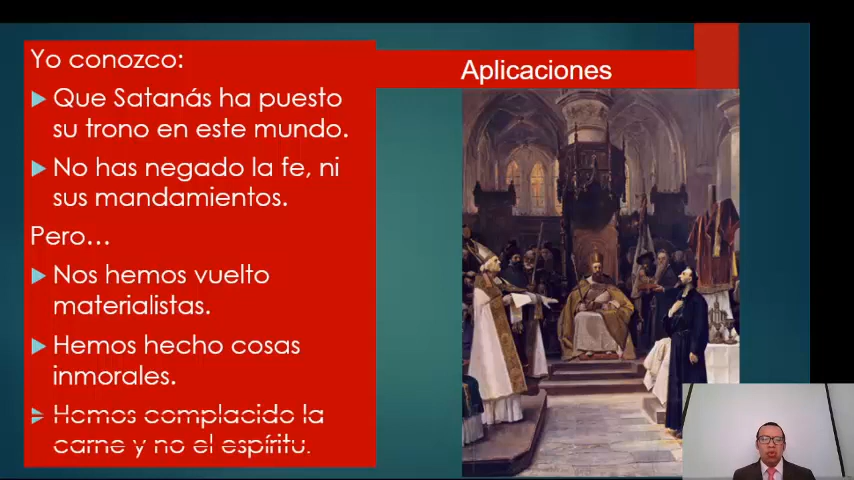 Yo conozco:
Que Satanás ha puesto
su trono en este mundo.
No has negado la fe, ni
sus mandamientos.
Pero...
Nos hemos vuelto
materialistas.
Hemos hecho cosas
inmorales.
Hemos complacido la
carne y no el espíritu.
Aplicaciones